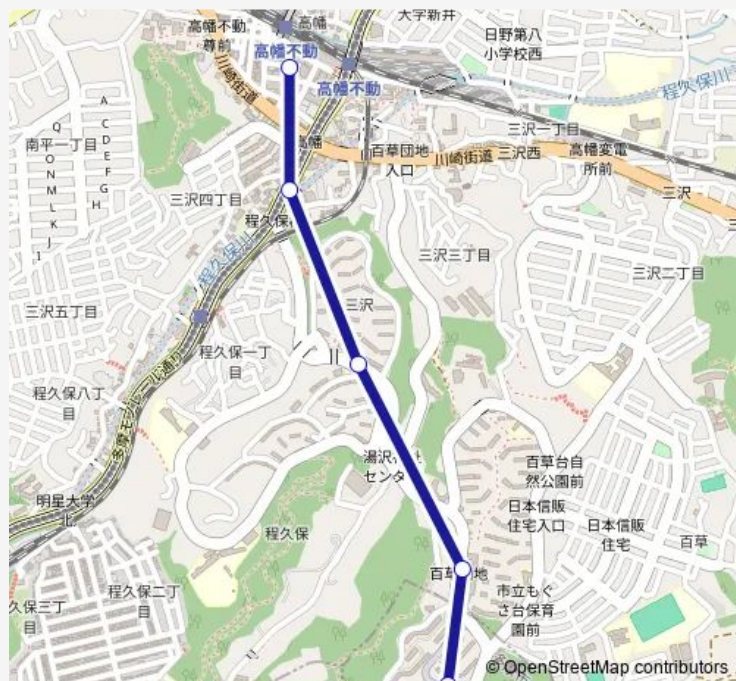 大学新井
高幡不動
尊前
高幡
日野第八
小学校西
高幡不動
高幡不動
川崎街道
程久保川
A
C
D
E
F
G
H
Q
O
N
M
L
K
J
I
南平一丁目
高幡
百草団地
入口
川崎街道
三沢西
三沢一丁目
高幡変電
所前
三沢
三沢四丁目
程久保
程久保川
三沢三丁目
三沢二丁目
三沢五丁目
三沢
程久保一丁
目
程久保八丁
目
多摩モノレール通り
湯沢
セン
百草台自
然公園前
明星大学
北
日本信販
住宅入口
日本信販
住宅
百草
程久保
程久保二丁
目
久保三丁
目
百草
地
市立もぐ
さ台保育
園前
© OpenStreetMap contributors